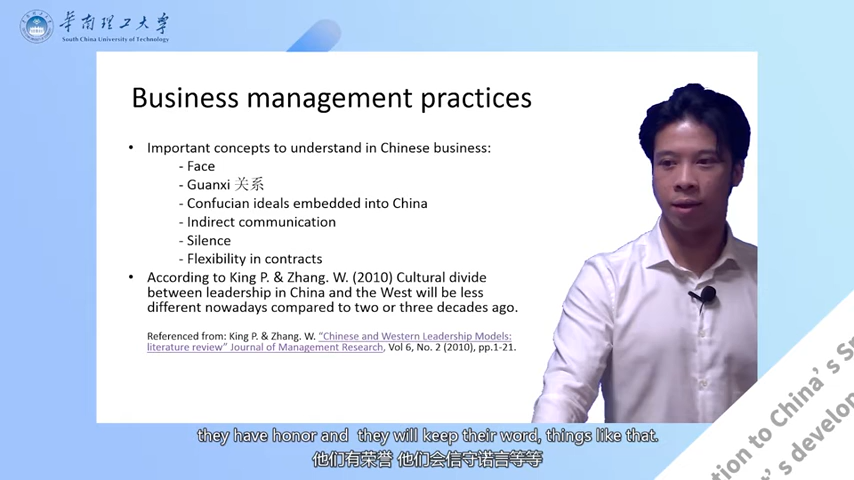 华南理工大学
South China University of Technology
Business management practices
• Important concepts to understand in Chinese business:
- Face
- Guanxi 关系
- Confucian ideals embedded into China
- Indirect communication
- Silence
- Flexibility in contracts
• According to King P. & Zhang. W. (2010) Cultural divide
between leadership in China and the West will be less
different nowadays compared to two or three decades ago.
Referenced from: King P. & Zhang. W. "Chinese and Western Leadership Models:
literature review" Journal of Management Research, Vol 6, No. 2 (2010), pp.1-21.
tion to China's S
t's develo
they have honor and they will keep their word, things like that.
他们有荣誉 他们会信守诺言等等